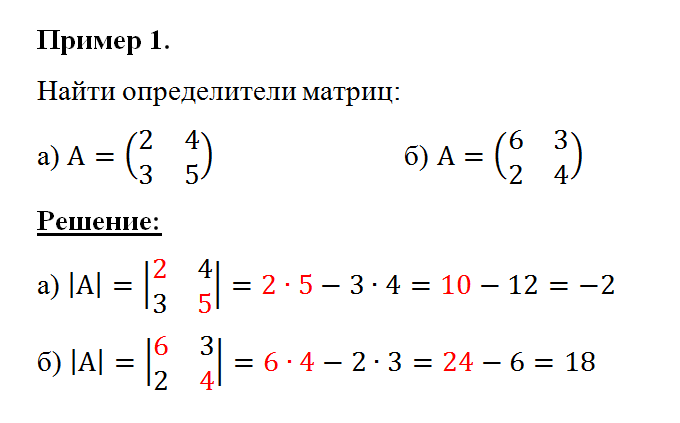 Пример 1.
Найти определители матриц:
а) A = (2 4
3 5) б) A = (6 3
2 4)
Решение:
а) |A| = |2 4
3 5| = 2 · 5 − 3 · 4 = 10 − 12 = −2
б) |A| = |6 3
2 4| = 6 · 4 − 2 · 3 = 24 − 6 = 18